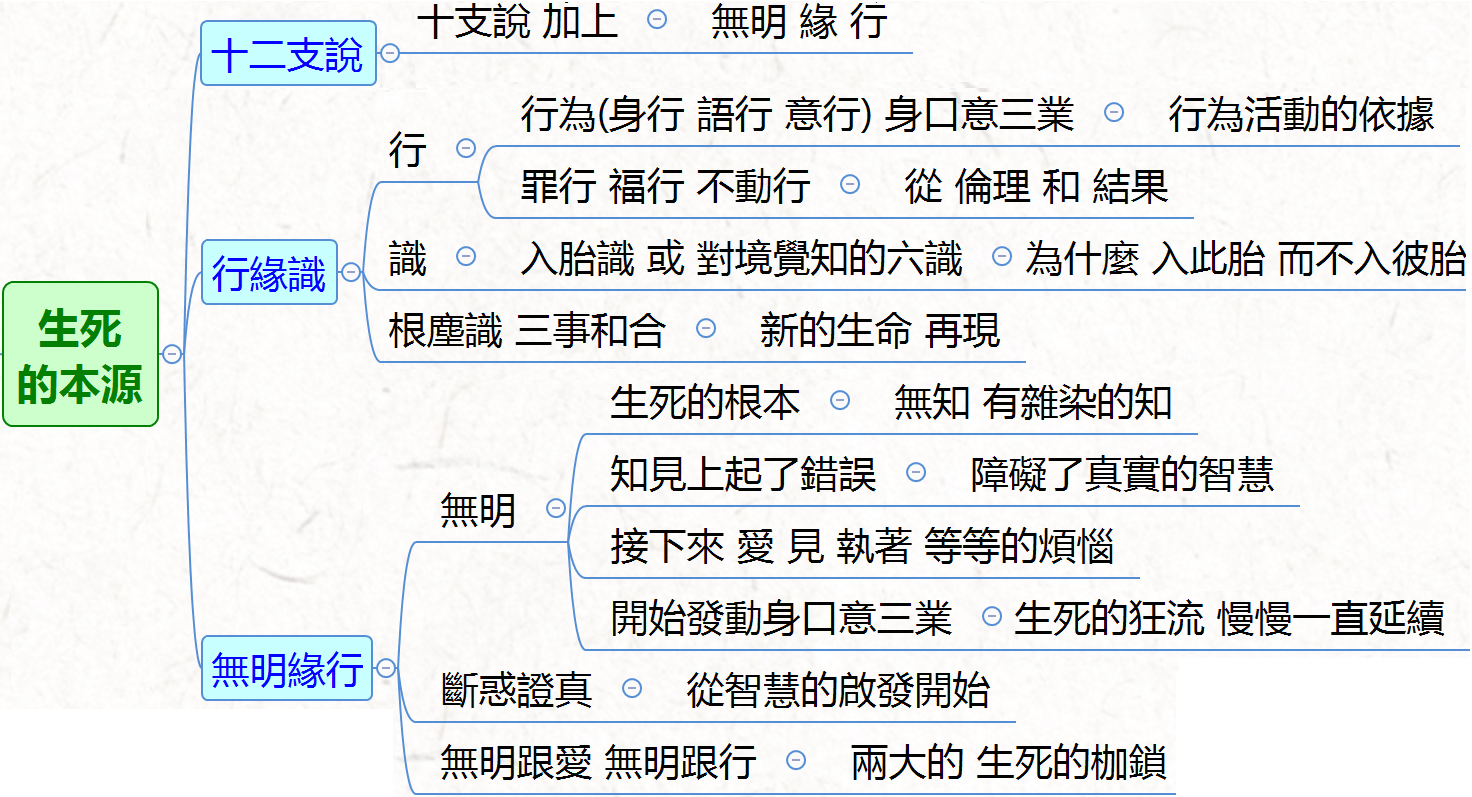 生死
的本源
十二支說
十支說 加上 無明 緣 行
行緣識
行
行為(身行 語行 意行) 身口意三業 行為活動的依據
罪行 福行 不動行 從 倫理 和 結果
識 入胎識 或 對境覺知的六識 為什麼 入此胎 而不入彼胎
根塵識 三事和合 新的生命 再現
無明緣行
無明
生死的根本 無知 有雜染的知
知見上起了錯誤 障礙了真實的智慧
接下來 愛 見 執著 等等的煩惱
開始發動身口意三業 生死的狂流 慢慢一直延續
斷惑證真 從智慧的啟發開始
無明跟愛 無明跟行 兩大的 生死的枷鎖